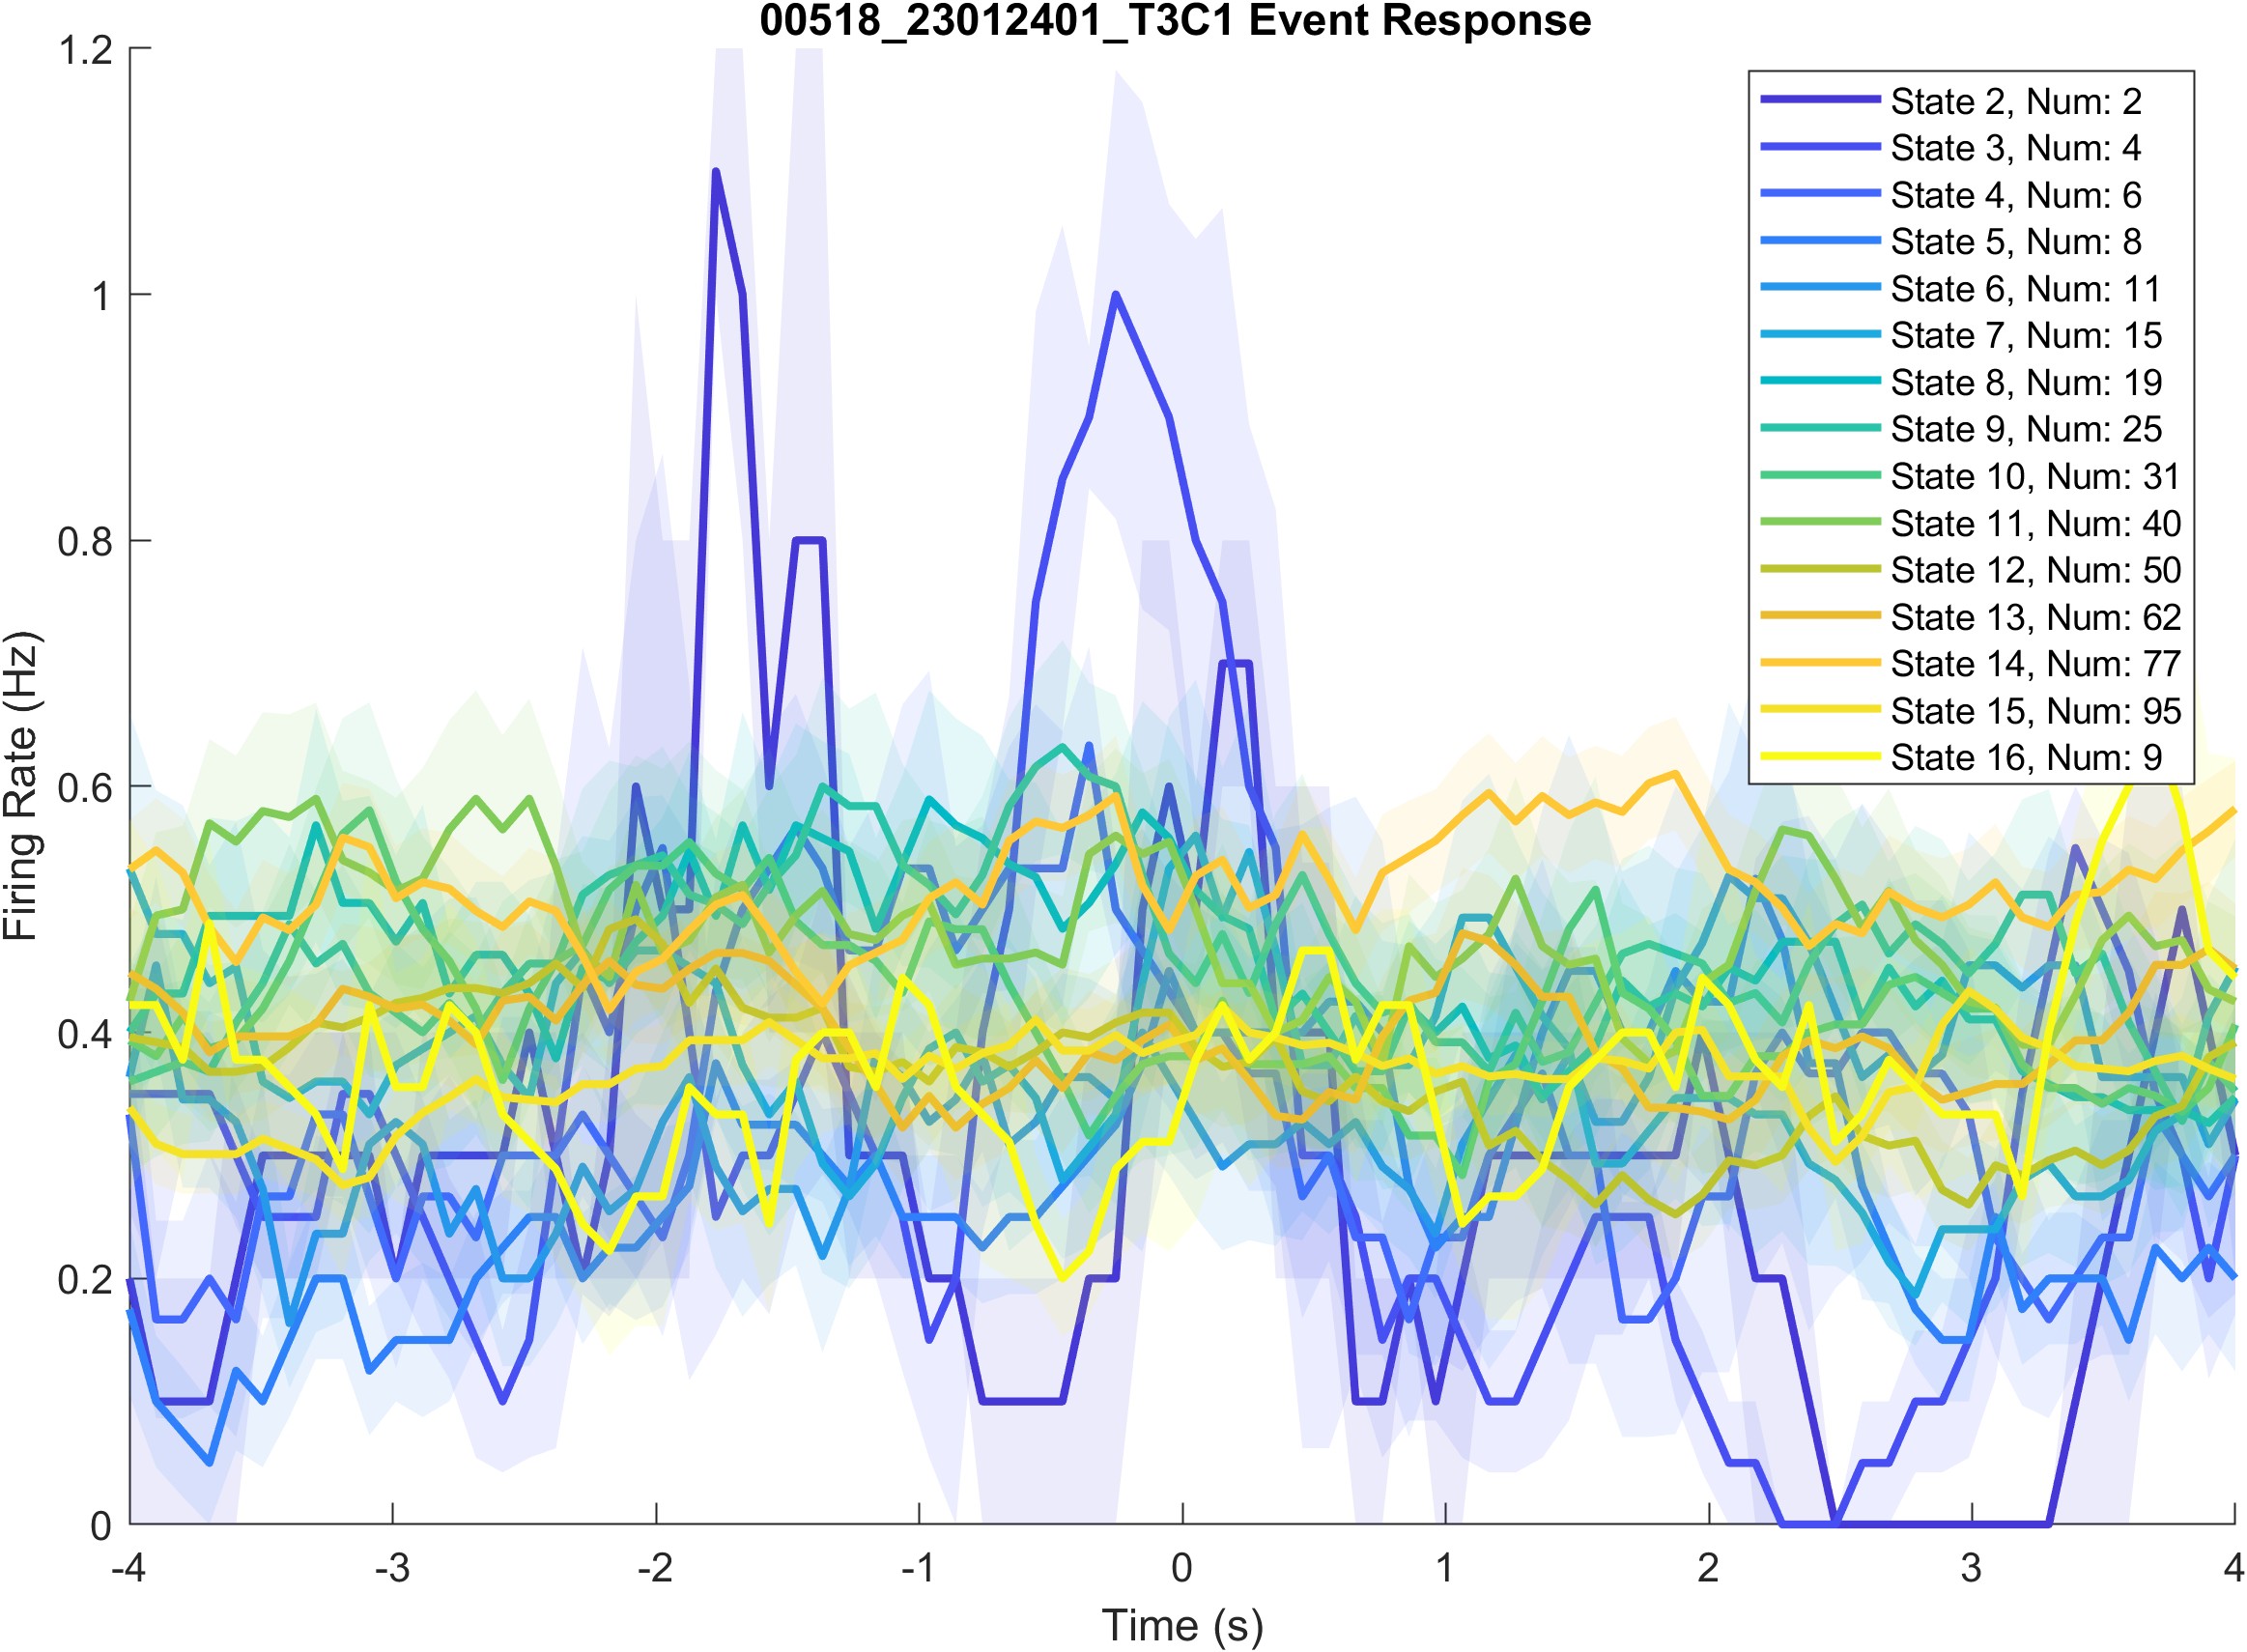 00518_23012401_T3C1 Event Response
1.2
1
0.8
0.6
0.4
0.2
0
Firing Rate (Hz)
-4 -3 -2 -1 0 1 2 3 4
Time (s)
State 2, Num: 2
State 3, Num: 4
State 4, Num: 6
State 5, Num: 8
State 6, Num: 11
State 7, Num: 15
State 8, Num: 19
State 9, Num: 25
State 10, Num: 31
State 11, Num: 40
State 12, Num: 50
State 13, Num: 62
State 14, Num: 77
State 15, Num: 95
State 16, Num: 9